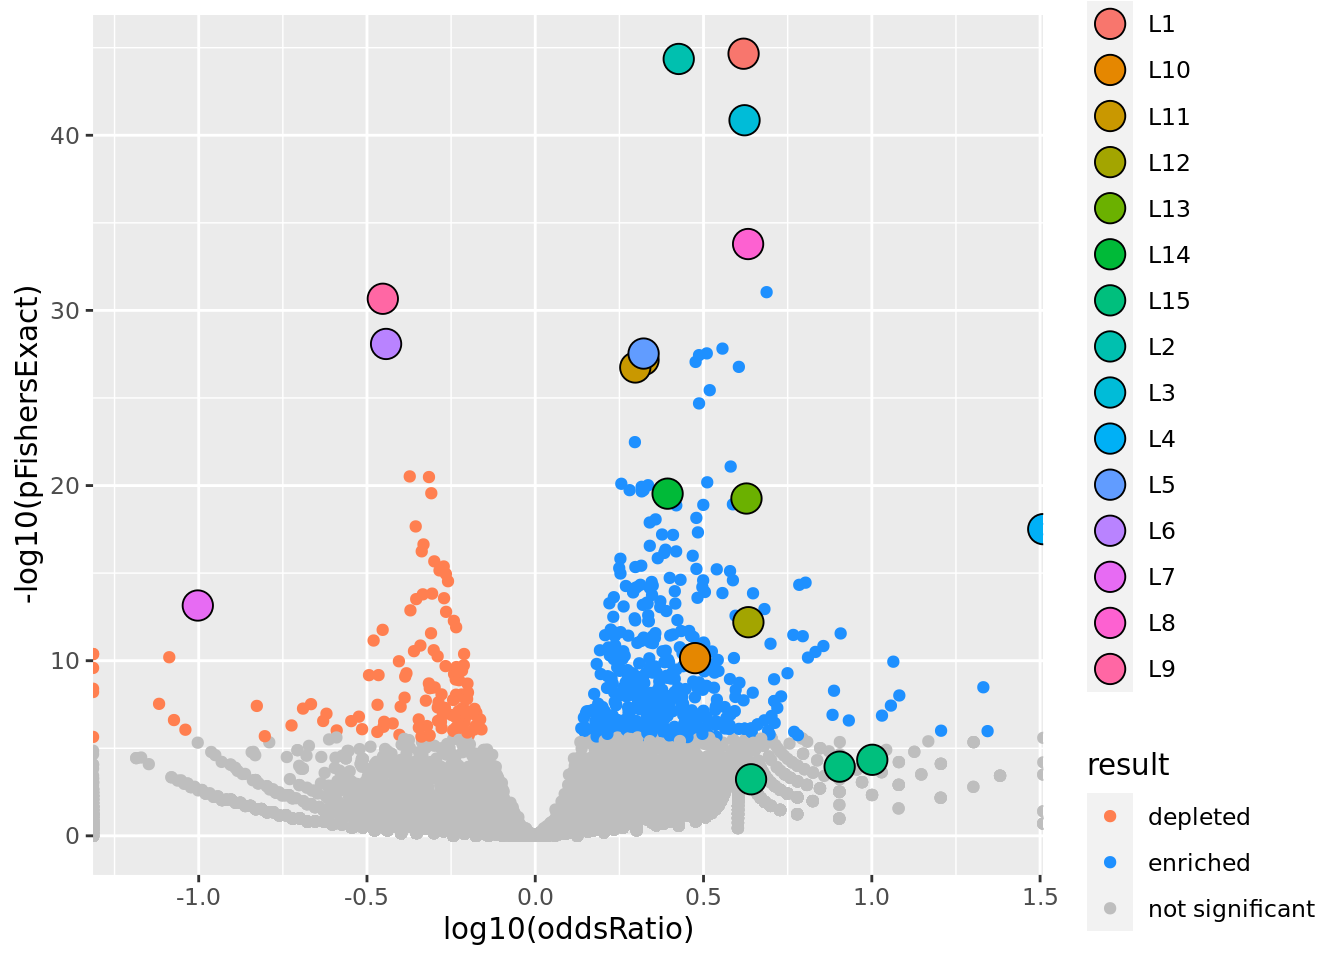 -log10(pFishersExact)
40
30
20
10
0
-1.0
-0.5
0.0
0.5
1.0
1.5
log10(oddsRatio)
L1
L10
L11
L12
L13
L14
L15
L2
L3
L4
L5
L6
L7
L8
L9
result
depleted
enriched
not significant